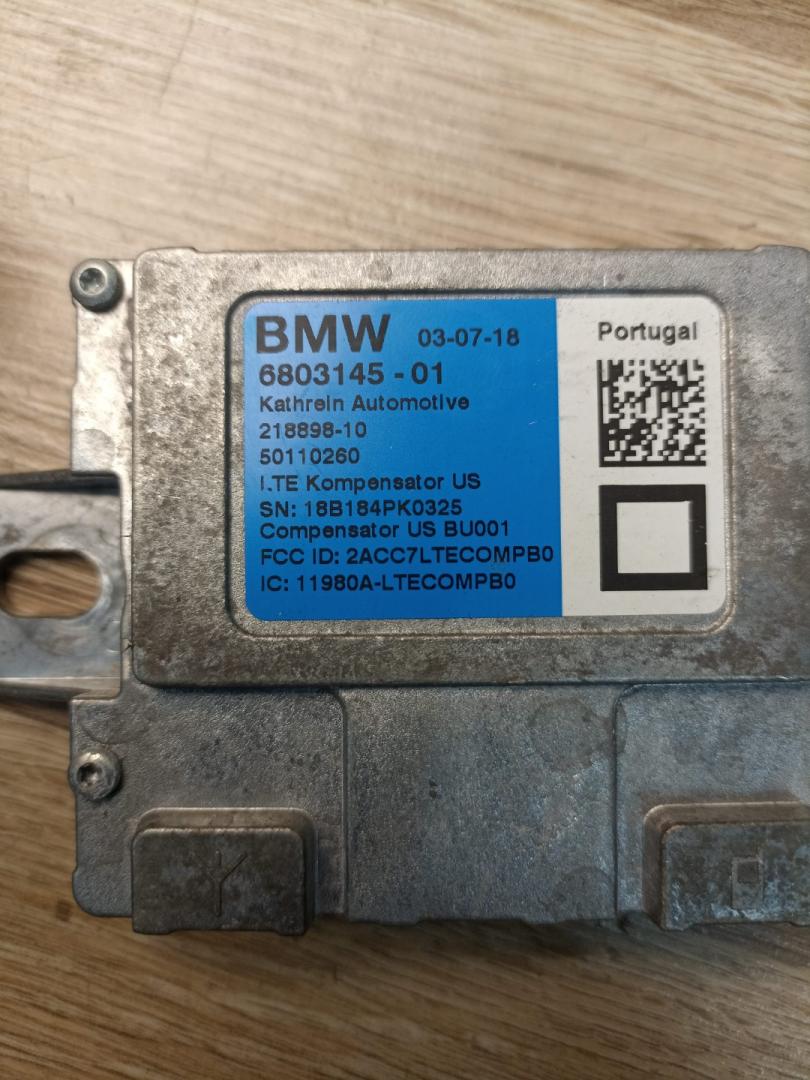 BMW 03-07-18
6803145 - 01
Kathrein Automotive
218898-10
50110260
LTE Kompensator US
SN: 18B184PK0325
Compensator US BU001
FCC ID: 2ACC7LTECOMPB0
IC: 11980A-LTECOMPB0
Portugal